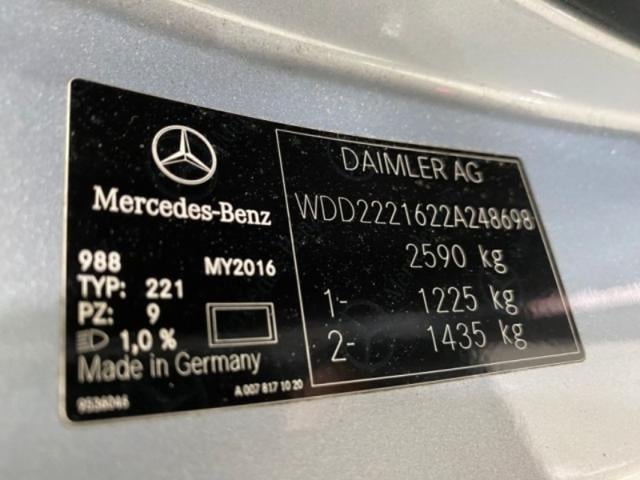 Mercedes-Benz
988 MY2016
TYP: 221
PZ: 9
1,0 %
Made in Germany
A 007 817 10 20
DAIMLER AG
WDD2221622A248698
2590 kg
1- 1225 kg
2- 1435 kg